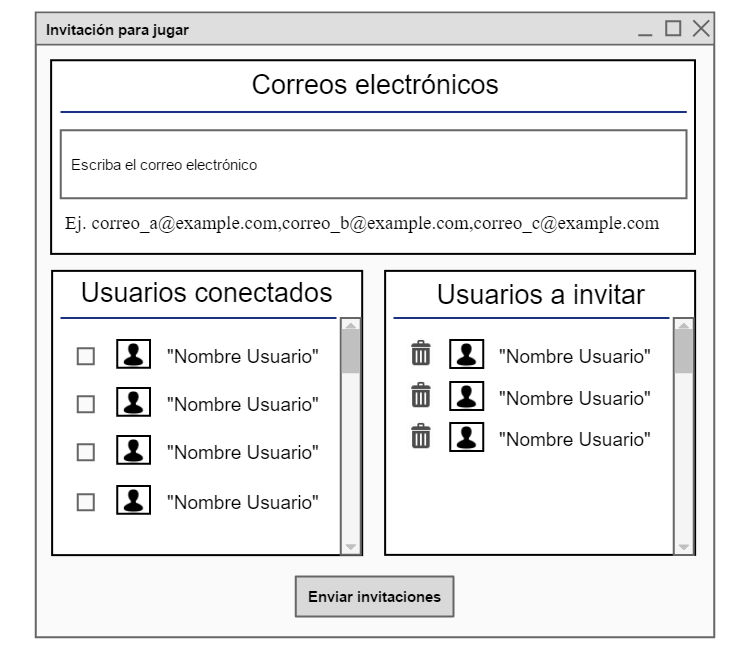 Invitación para jugar
Correos electrónicos
Escriba el correo electrónico
Ej. correo_a@example.com,correo_b@example.com,correo_c@example.com
Usuarios conectados
"Nombre Usuario"
"Nombre Usuario"
"Nombre Usuario"
"Nombre Usuario"
Usuarios a invitar
"Nombre Usuario"
"Nombre Usuario"
"Nombre Usuario"
Enviar invitaciones